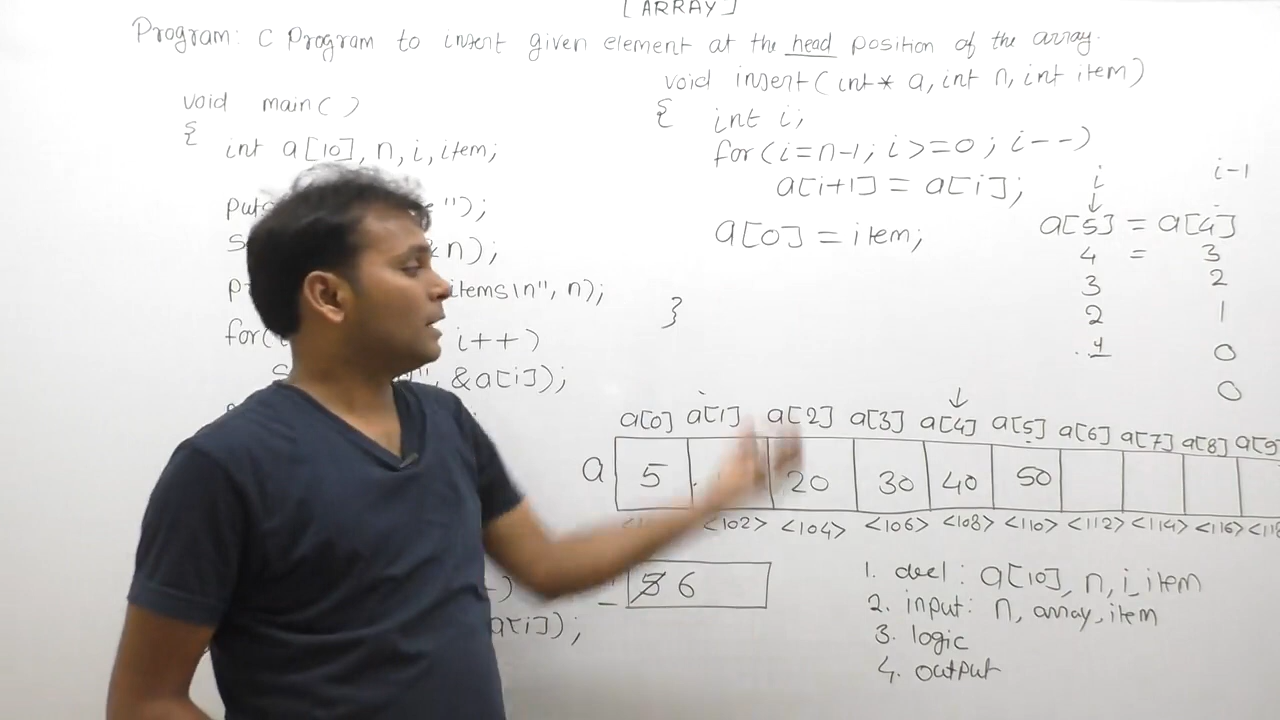 [ARRAY]
Program: C Program to insert given element at the head position of the array.
void main( )
{
int a[10], n, i, item;
puts
");
&n);
items\n", n);
for(
i++)
", &a[i]);
a[i]);
void insert(int* a, int n, int item)
{ int i;
for(i=n-1; i>=0; i--)
a[i+1] = a[i];
a[0] = item;
}
i i-1
↓
a[5] = a[4]
4 = 3
3 2
2 1
1 0
0
↓
a[0] a[1] a[2] a[3] a[4] a[5] a[6] a[7] a[8] a[9]
a 5 20 30 40 50
<102> <104> <106> <108> <110> <112> <114> <116>
5 6
1. decl: a[10], n, i, item
2. input: n, array, item
3. logic
4. output